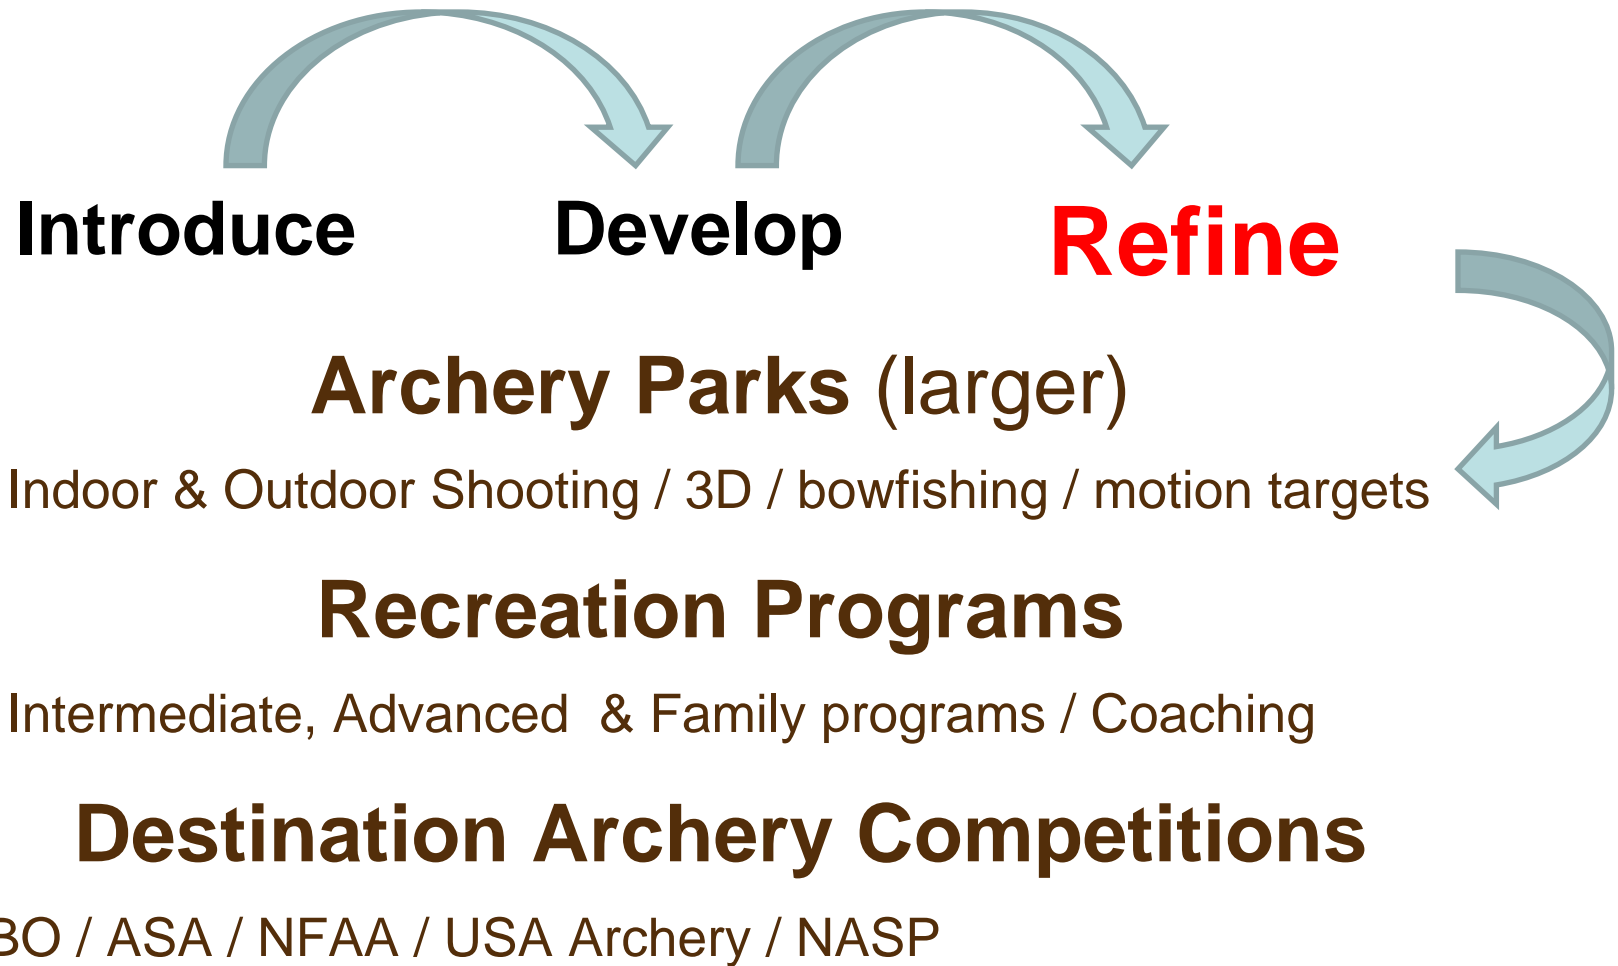 Introduce Develop Refine
Archery Parks (larger)
Indoor & Outdoor Shooting / 3D / bowfishing / motion targets
Recreation Programs
Intermediate, Advanced  & Family programs / Coaching
Destination Archery Competitions
/ ASA / NFAA / USA Archery / NASP